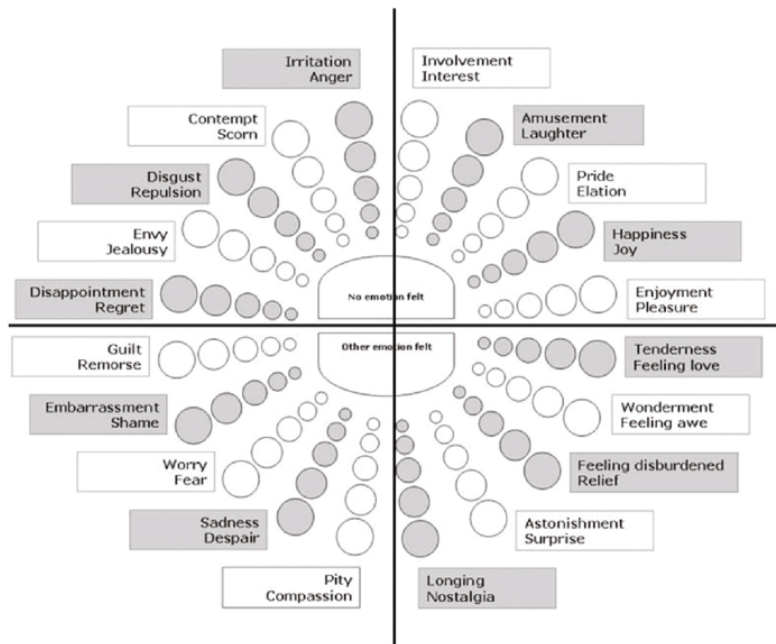 Irritation
Anger
Involvement
Interest
Contempt
Scorn
Amusement
Laughter
Disgust
Repulsion
Pride
Elation
Envy
Jealousy
Happiness
Joy
Disappointment
Regret
No emotion felt
Enjoyment
Pleasure
Guilt
Remorse
Other emotion felt
Tenderness
Feeling love
Embarrassment
Shame
Wonderment
Feeling awe
Worry
Fear
Feeling disburdened
Relief
Sadness
Despair
Astonishment
Surprise
Pity
Compassion
Longing
Nostalgia